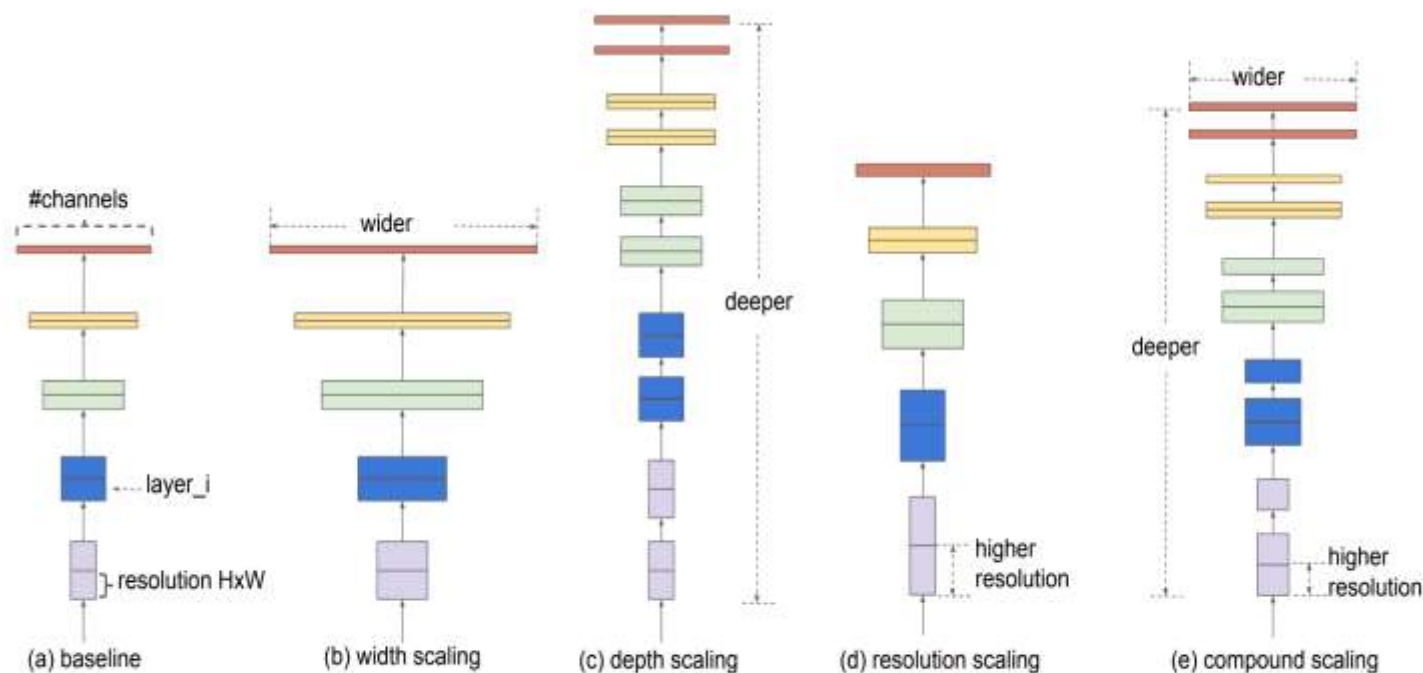 #channels
wider
deeper
wider
deeper
layer_i
resolution HxW
higher
resolution
higher
resolution
(a) baseline
(b) width scaling
(c) depth scaling
(d) resolution scaling
(e) compound scaling